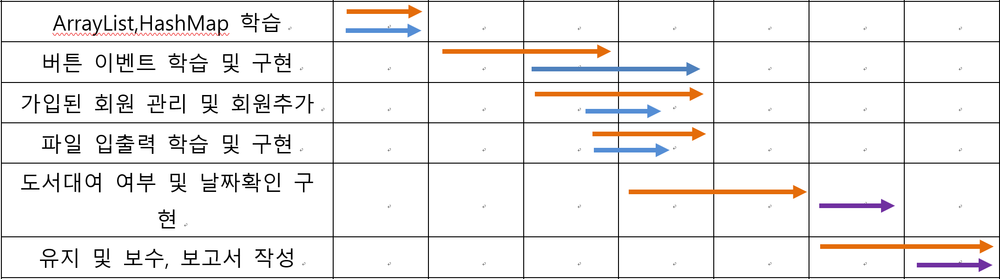 ArrayList,HashMap 학습
버튼 이벤트 학습 및 구현
가입된 회원 관리 및 회원추가
파일 입출력 학습 및 구현
도서대여 여부 및 날짜확인 구
현
유지 및 보수, 보고서 작성